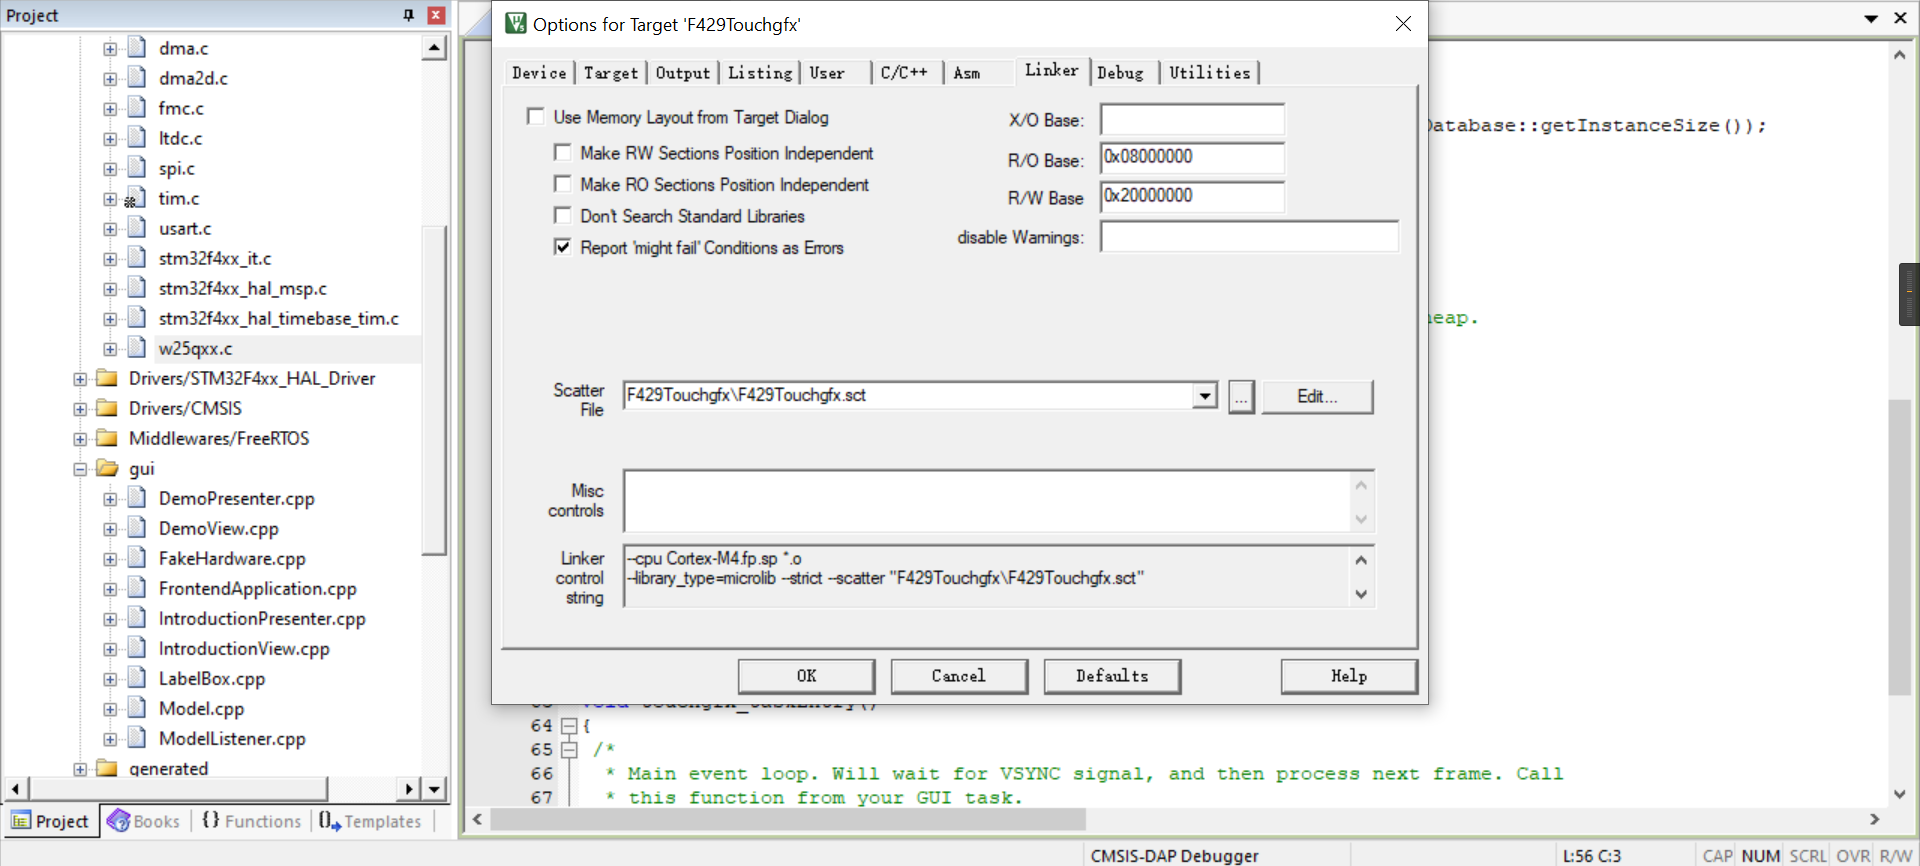 Project
dma.c
dma2d.c
fmc.c
ltdc.c
spi.c
tim.c
usart.c
stm32f4xx_it.c
stm32f4xx_hal_msp.c
stm32f4xx_hal_timebase_tim.c
w25qxx.c
Drivers/STM32F4xx_HAL_Driver
Drivers/CMSIS
Middlewares/FreeRTOS
gui
DemoPresenter.cpp
DemoView.cpp
FakeHardware.cpp
FrontendApplication.cpp
IntroductionPresenter.cpp
IntroductionView.cpp
LabelBox.cpp
Model.cpp
ModelListener.cpp
generated
Project Books {} Functions Templates
Options for Target 'F429Touchgfx'
Device Target Output Listing User C/C++ Asm Linker Debug Utilities
Use Memory Layout from Target Dialog
Make RW Sections Position Independent
Make RO Sections Position Independent
Don't Search Standard Libraries
Report 'might fail' Conditions as Errors
X/O Base:
R/O Base: 0x08000000
R/W Base 0x20000000
disable Warnings:
Scatter
File
F429Touchgfx\F429Touchgfx.sct
... Edit...
Misc
controls
Linker
control
string
--cpu Cortex-M4.fp.sp *.o
--library_type=microlib --strict --scatter "F429Touchgfx\F429Touchgfx.sct"
OK Cancel Defaults Help
Database::getInstanceSize());
heap.
64 {
65 /*
66 * Main event loop. Will wait for VSYNC signal, and then process next frame. Call
67 * this function from your GUI task.
CMSIS-DAP Debugger L:56 C:3 CAP NUM SCRL OVR R/W